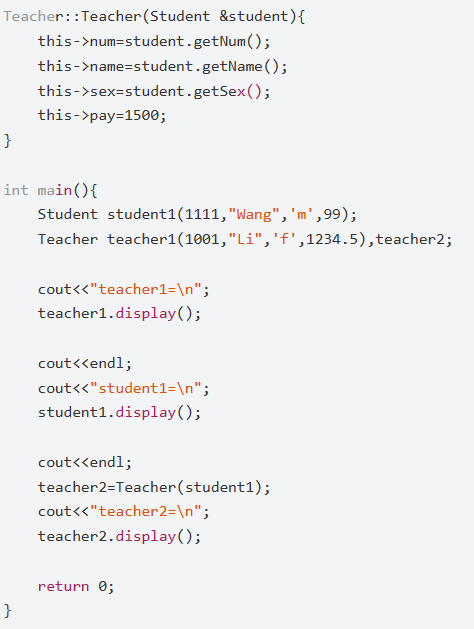 Teacher::Teacher(Student &student){
    this->num=student.getNum();
    this->name=student.getName();
    this->sex=student.getSex();
    this->pay=1500;
}

int main(){
    Student student1(1111,"Wang",'m',99);
    Teacher teacher1(1001,"Li",'f',1234.5),teacher2;

    cout<<"teacher1=\n";
    teacher1.display();

    cout<<endl;
    cout<<"student1=\n";
    student1.display();

    cout<<endl;
    teacher2=Teacher(student1);
    cout<<"teacher2=\n";
    teacher2.display();

    return 0;
}